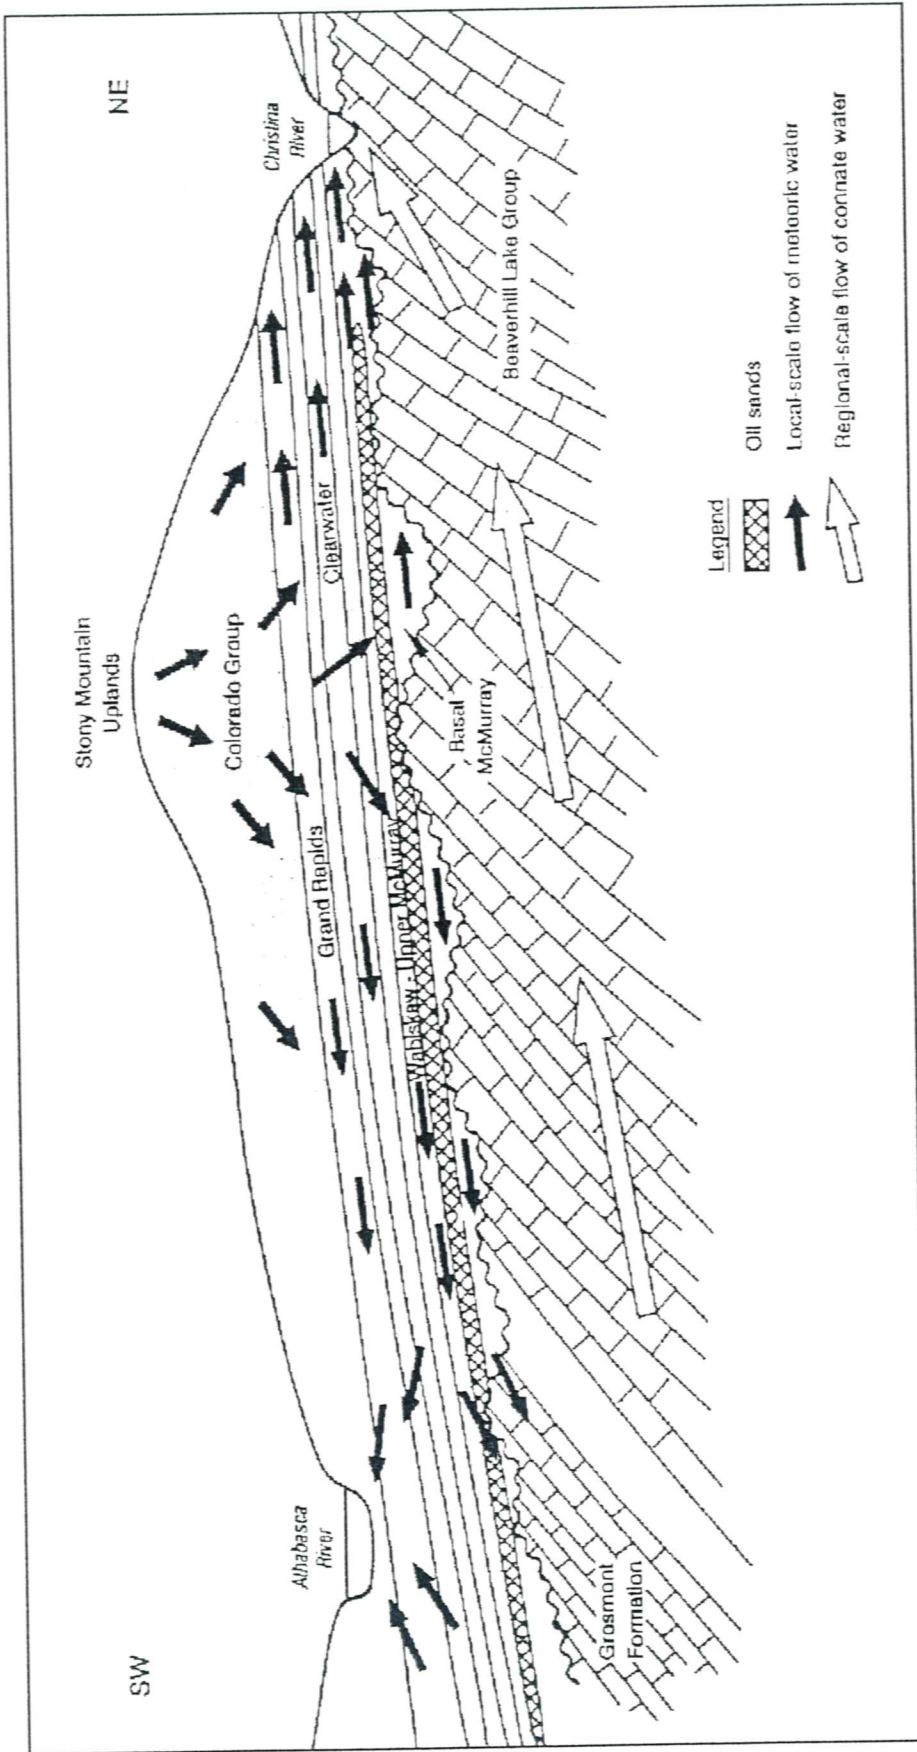 SW
NE
Stony Mountain
Uplands
Athabasca
River
Christina
River
Colorado Group
Grand Rapids
Clearwater
Wabiskaw - Upper McMurray
Basal
McMurray
Beaverhill Lake Group
Grosmont
Formation
Legend
Oil sands
Local-scale flow of meteoric water
Regional-scale flow of connate water